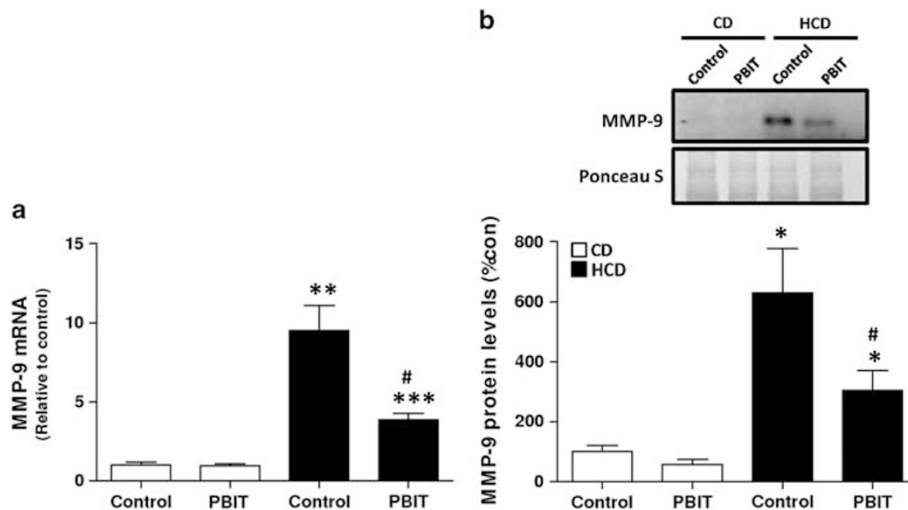 b
CD HCD
Control PBIT Control PBIT
MMP-9
Ponceau S
a
MMP-9 mRNA
(Relative to control)
15
10
5
0
**
#
***
Control PBIT Control PBIT
MMP-9 protein levels (%con)
800
600
400
200
0
CD
HCD
*
#
*
Control PBIT Control PBIT